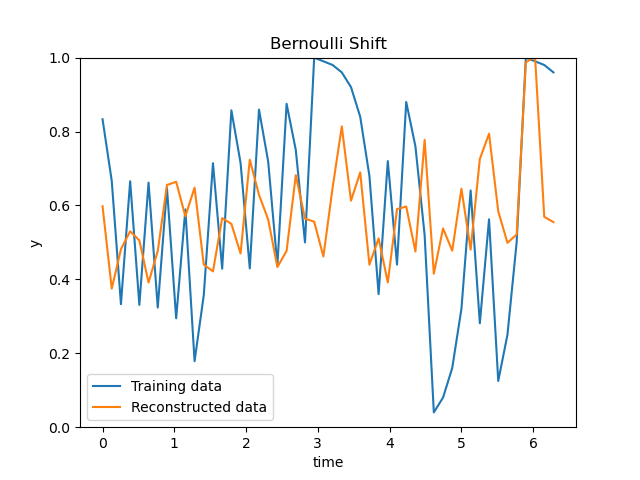 Bernoulli Shift
1.0
0.8
0.6
0.4
0.2
0.0
y
Training data
Reconstructed data
0 1 2 3 4 5 6
time